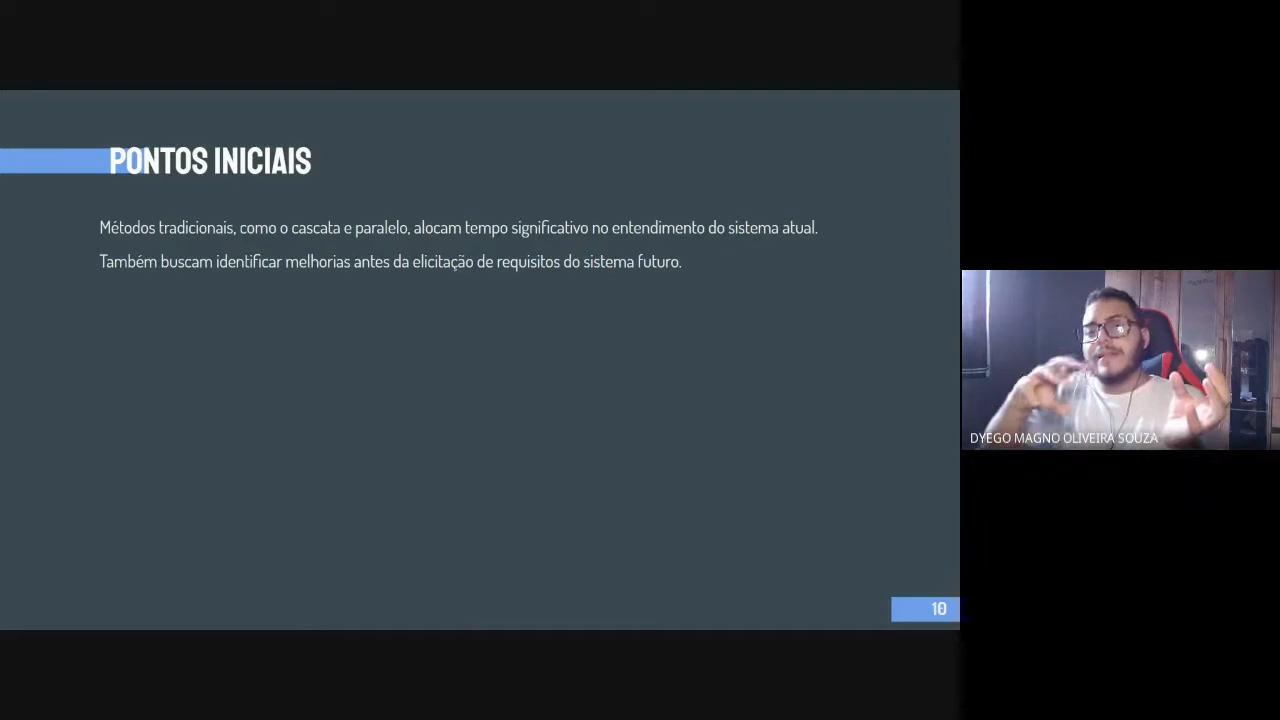 PONTOS INICIAIS
Métodos tradicionais, como o cascata e paralelo, alocam tempo significativo no entendimento do sistema atual.
Também buscam identificar melhorias antes da elicitação de requisitos do sistema futuro.
DYEGO MAGNO OLIVEIRA SOUZA
10